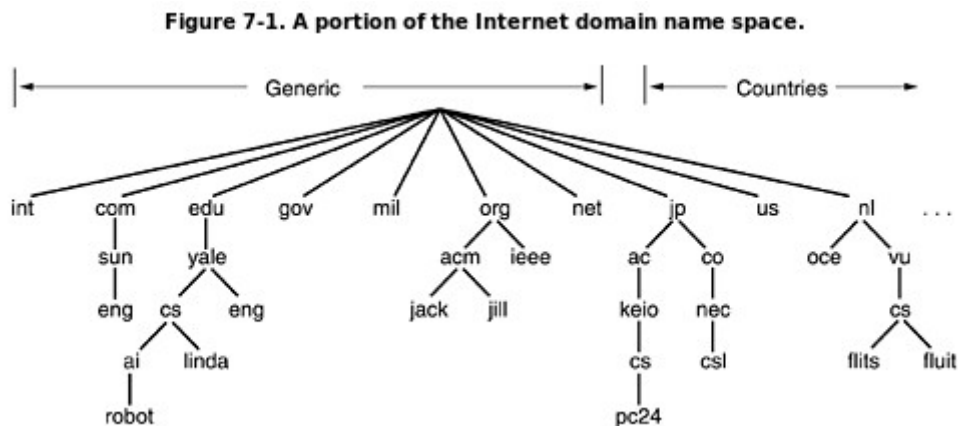 Figure 7-1. A portion of the Internet domain name space.
Generic Countries
int com edu gov mil org net jp us nl ...
sun yale acm ieee ac co oce vu
eng cs eng jack jill keio nec cs
ai linda cs csl flits fluit
robot pc24